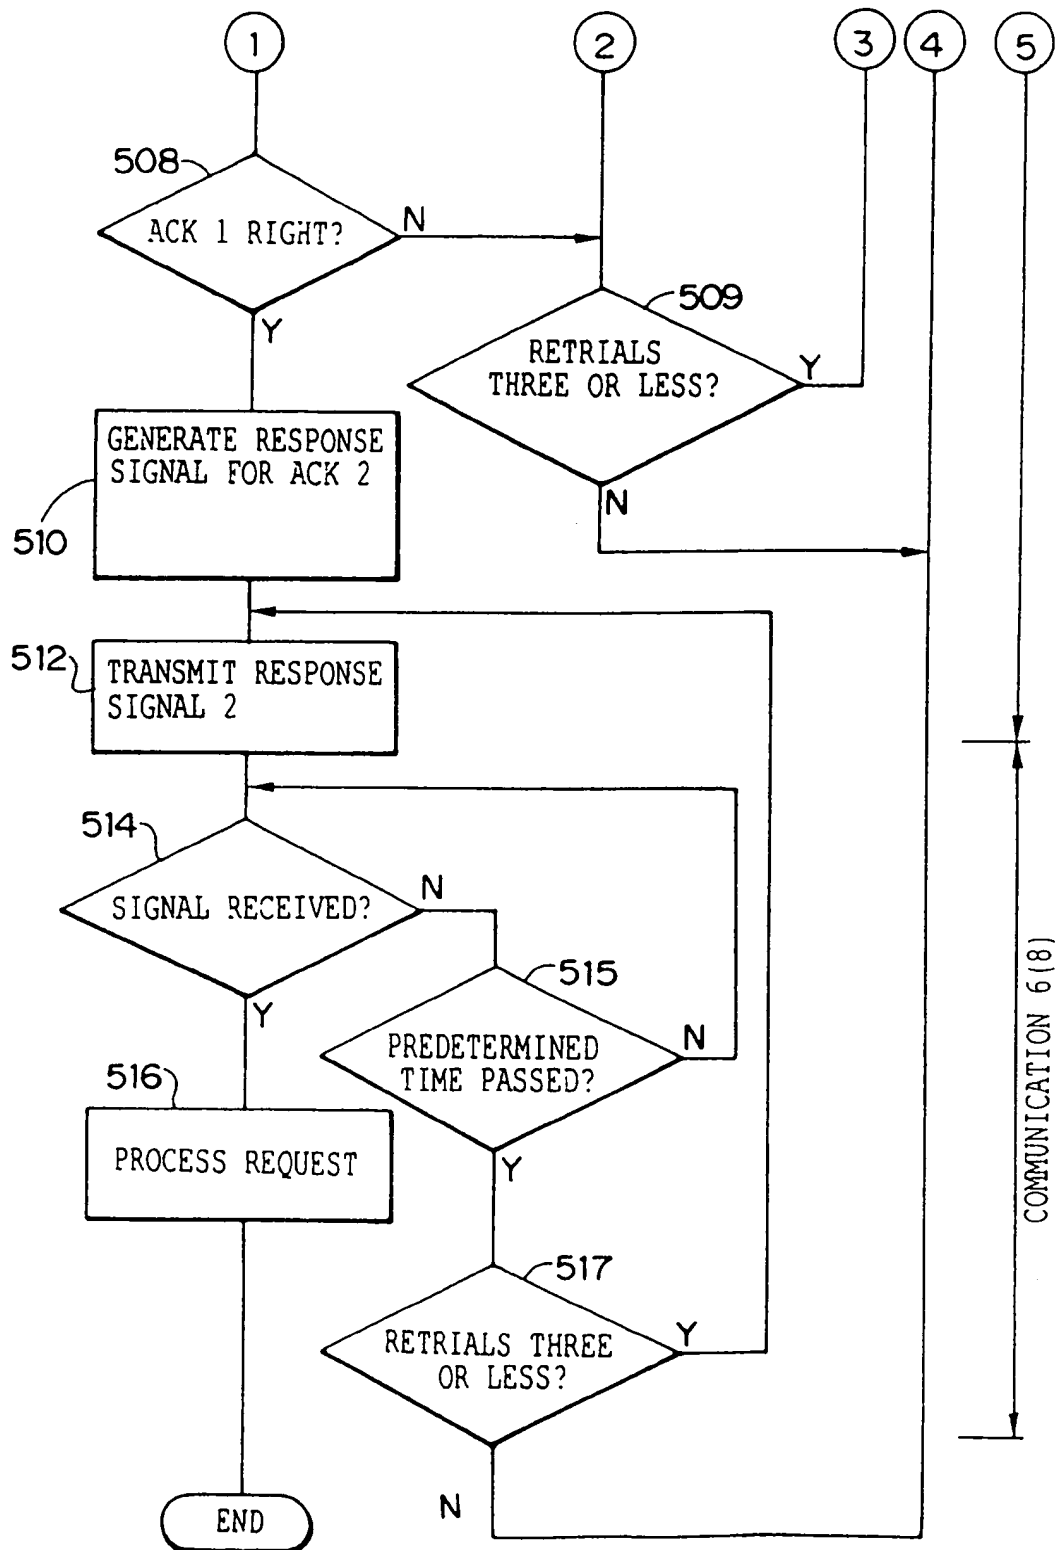 1
2
3
4
5
508
ACK 1 RIGHT?
N
Y
509
RETRIALS
THREE OR LESS?
Y
N
GENERATE RESPONSE
SIGNAL FOR ACK 2
510
512
TRANSMIT RESPONSE
SIGNAL 2
514
SIGNAL RECEIVED?
N
Y
515
PREDETERMINED
TIME PASSED?
N
Y
516
PROCESS REQUEST
517
RETRIALS THREE
OR LESS?
Y
N
END
COMMUNICATION 6(8)